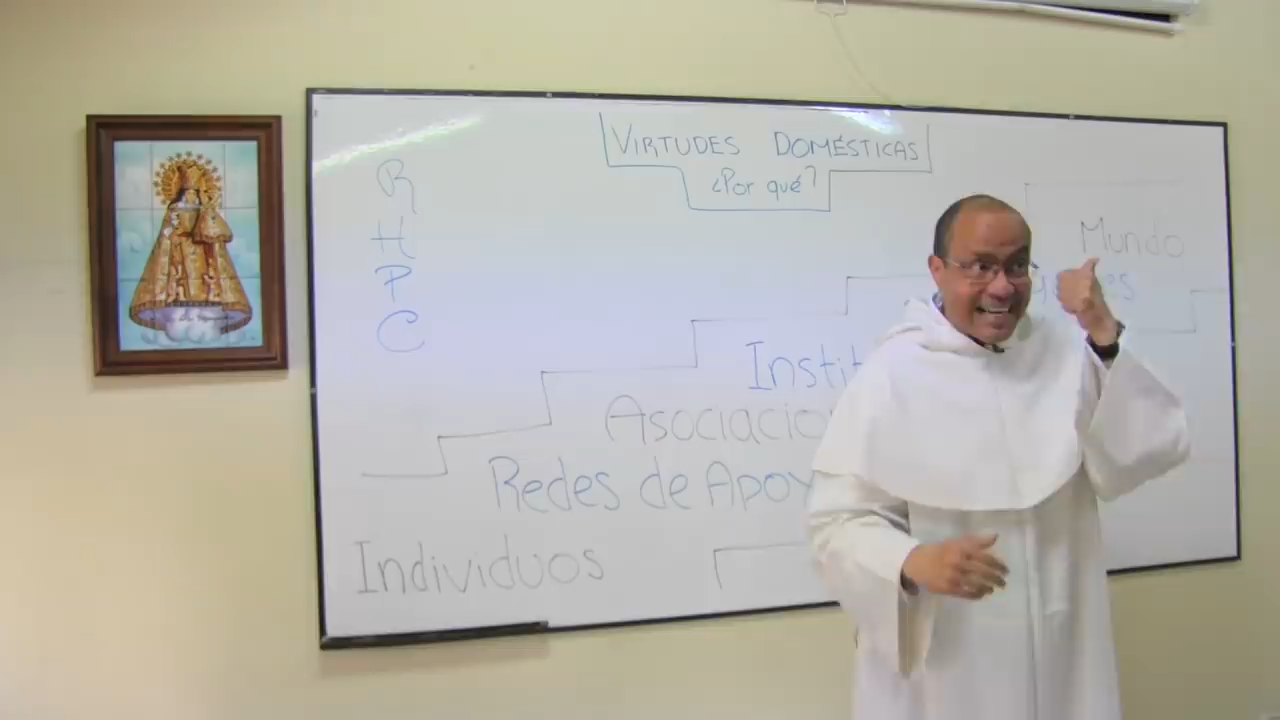 VIRTUDES DOMÉSTICAS
¿Por qué?
R
H
P
C
Mundo
Instit
Asociacio
Redes de Apoy
Individuos